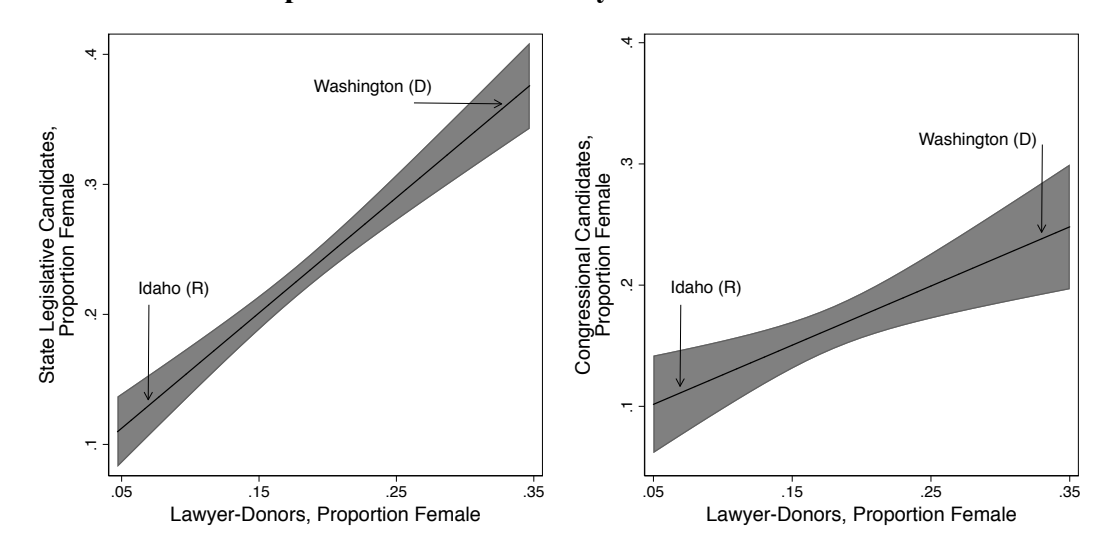 .4
.3
.2
.1
State Legislative Candidates,
Proportion Female
Washington (D)
Idaho (R)
.05
.15
.25
.35
Lawyer-Donors, Proportion Female
.4
.3
.2
.1
Congressional Candidates,
Proportion Female
Washington (D)
Idaho (R)
.05
.15
.25
.35
Lawyer-Donors, Proportion Female